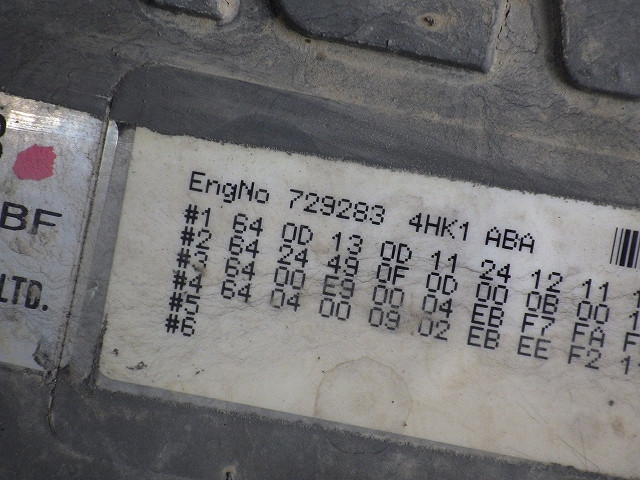 BF
LTD.
EngNo 729283 4HK1 ABA
#1 64 0D 13 0D 11 24 12 11
#2 64 24 49 0F 0D 00 0B 00
#3 64 00 E9 00 04 EB F7 FA
#4 64 04 00 09 02 EB EE F2
#5
#6